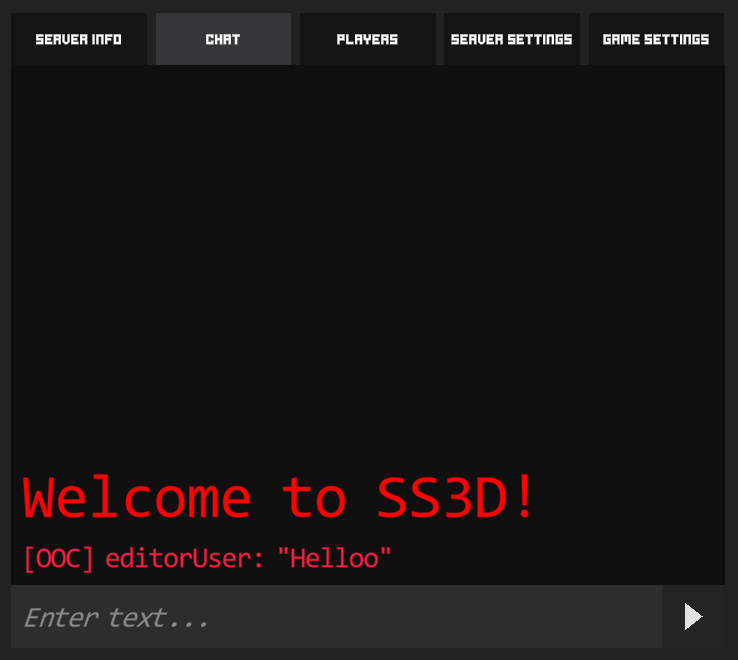 SERVER INFO CHAT PLAYERS SERVER SETTINGS GAME SETTINGS
Welcome to SS3D!
[OOC] editorUser: "Helloo"
Enter text...